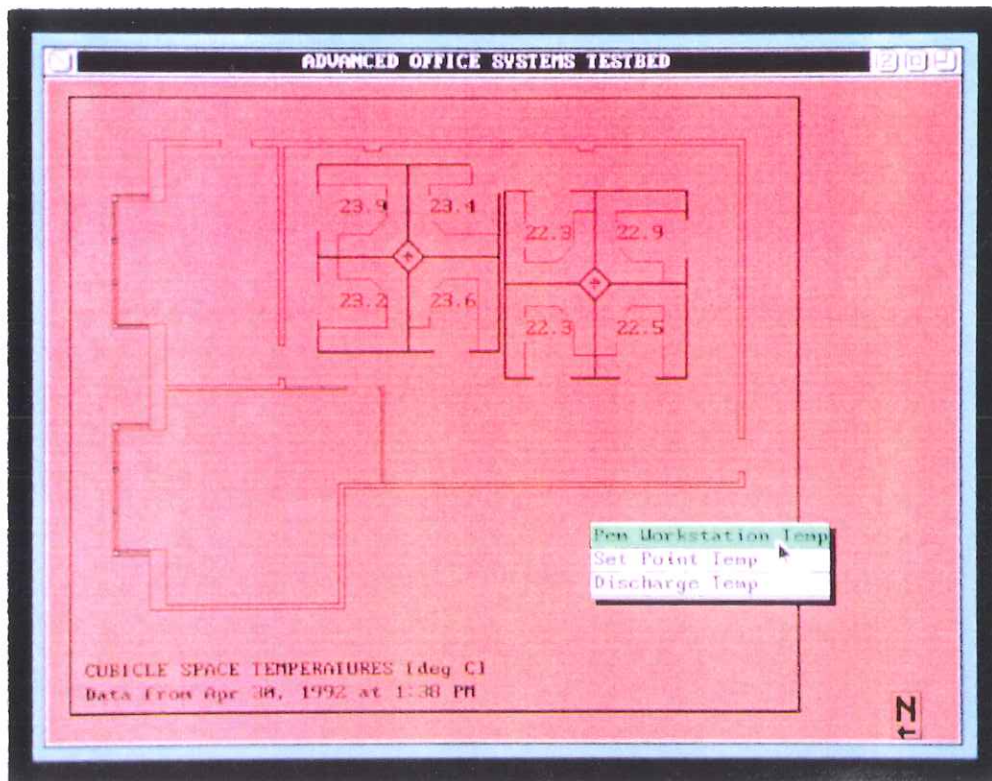 ADVANCED OFFICE SYSTEMS TESTBED
23.9 23.4
22.3 22.9
23.2 23.6
22.3 22.5
Pem Workstation Temp
Set Point Temp
Discharge Temp
CUBICLE SPACE TEMPERATURES [deg C]
Data from Apr 30, 1992 at 1:38 PM
N